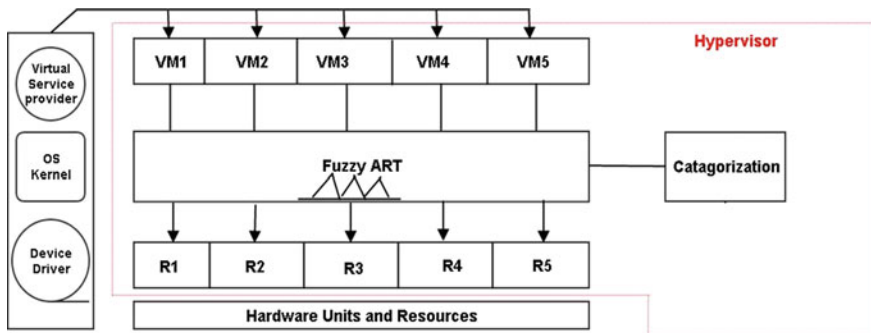 Hypervisor
Virtual
Service
provider
OS
Kernel
Device
Driver
VM1 VM2 VM3 VM4 VM5
Fuzzy ART
Catagorization
R1 R2 R3 R4 R5
Hardware Units and Resources